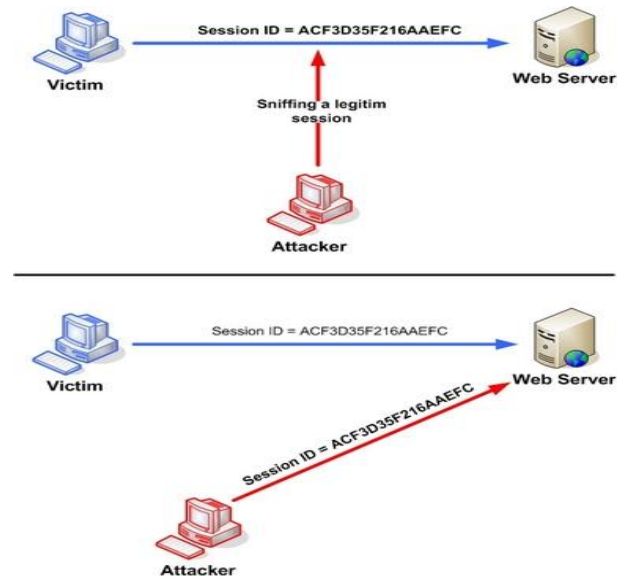 Session ID = ACF3D35F216AAEFC
Victim
Web Server
Sniffing a legitim
session
Attacker
Session ID = ACF3D35F216AAEFC
Victim
Web Server
Session ID = ACF3D35F216AAEFC
Attacker